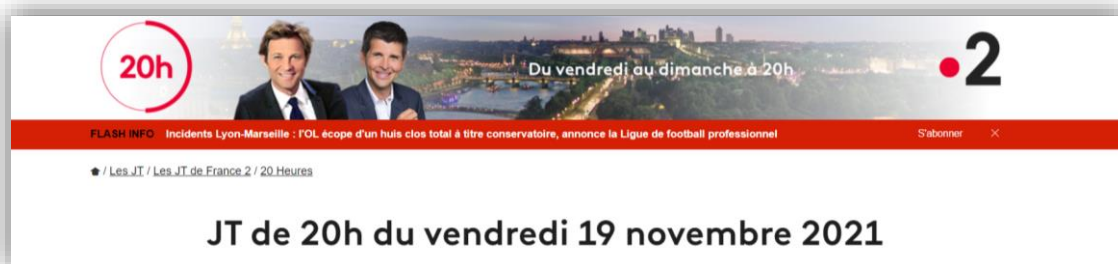 20h
Du vendredi au dimanche à 20h
2
FLASH INFO Incidents Lyon-Marseille : l'OL écope d'un huis clos total à titre conservatoire, annonce la Ligue de football professionnel S'abonner ×
/ Les JT / Les JT de France 2 / 20 Heures
JT de 20h du vendredi 19 novembre 2021